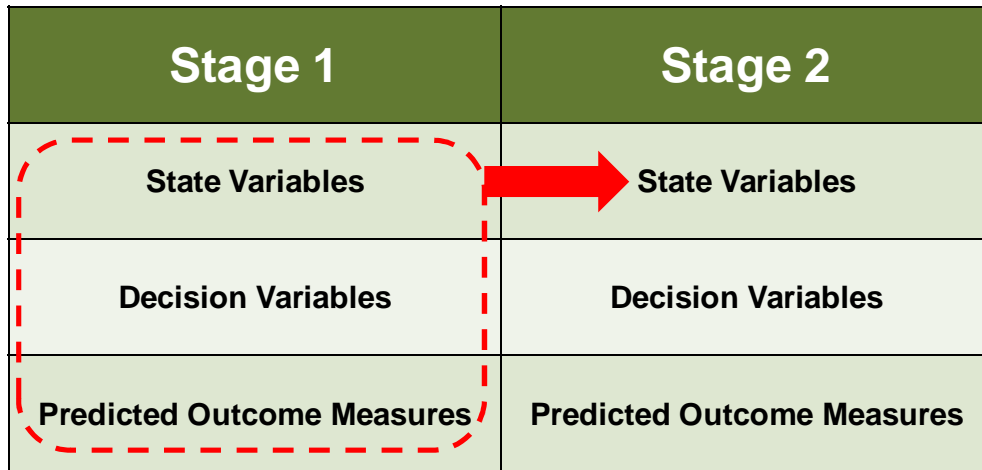 Stage 1
Stage 2
State Variables
State Variables
Decision Variables
Decision Variables
Predicted Outcome Measures
Predicted Outcome Measures